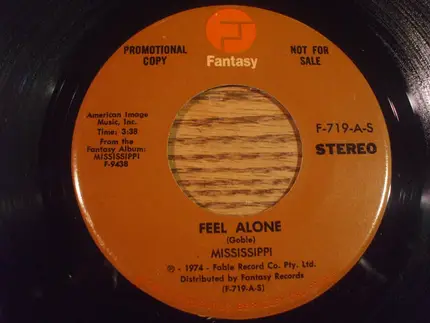 PROMOTIONAL
COPY
NOT FOR
SALE
Fantasy
American Image
Music, Inc.
Time: 3:38
From the
Fantasy Album:
MISSISSIPPI
F-9438
F-719-A-S
STEREO
FEEL ALONE
(Goble)
MISSISSIPPI
℗ - 1974 - Fable Record Co. Pty. Ltd.
Distributed by Fantasy Records
(F-719-A-S)